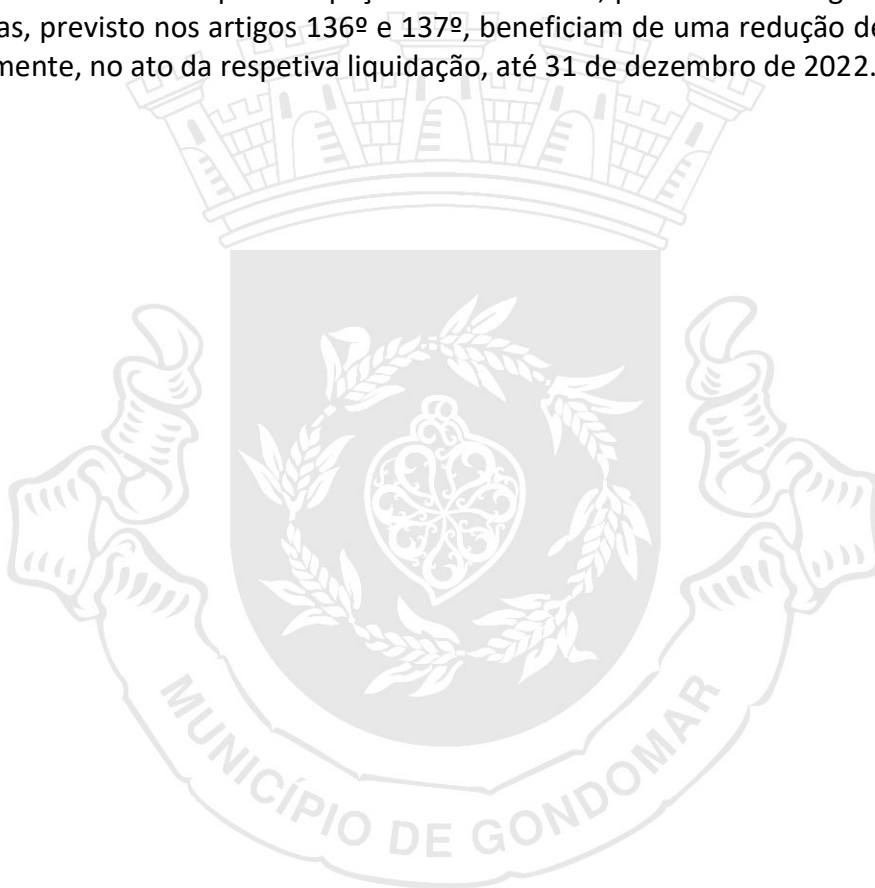 as, previsto nos artigos 136º e 137º, beneficiam de uma redução de
mente, no ato da respetiva liquidação, até 31 de dezembro de 2022.
MUNICÍPIO DE GONDOMAR